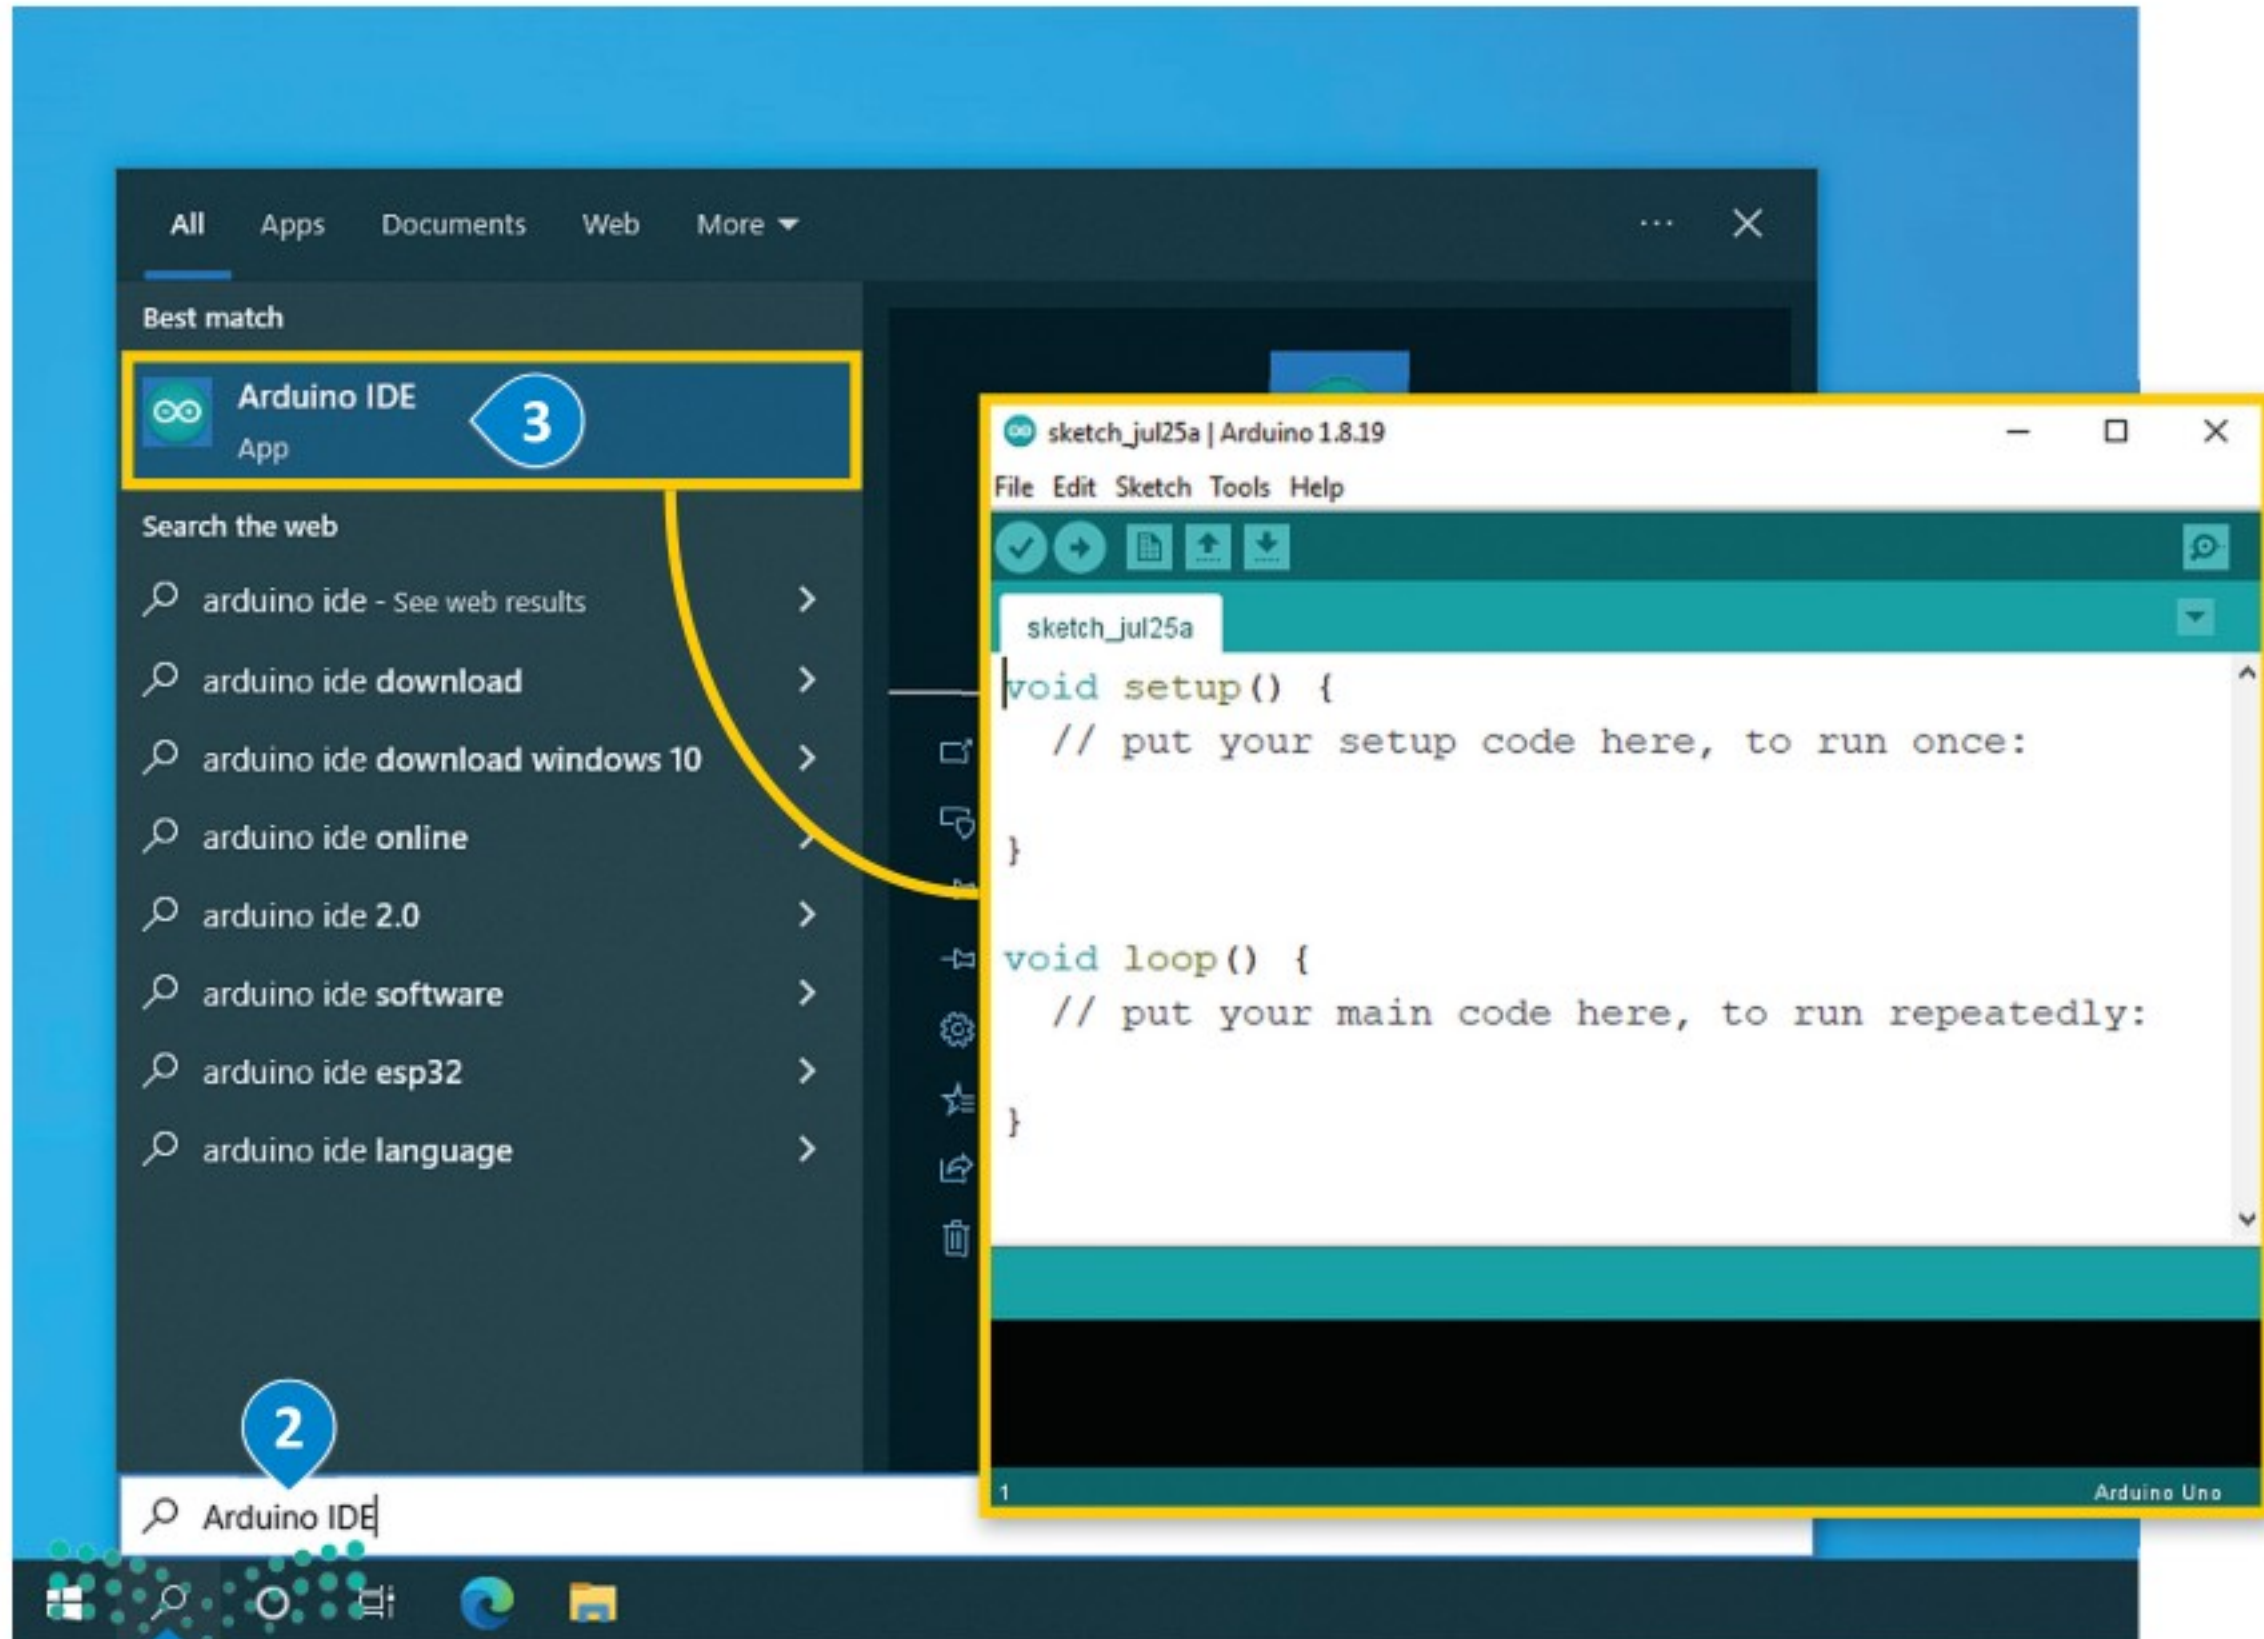 All Apps Documents Web More
Best match
Arduino IDE
App
3
Search the web
arduino ide - See web results
arduino ide download
arduino ide download windows 10
arduino ide online
arduino ide 2.0
arduino ide software
arduino ide esp32
arduino ide language
2
Arduino IDE
sketch_jul25a | Arduino 1.8.19
File Edit Sketch Tools Help
sketch_jul25a
void setup() {
// put your setup code here, to run once:
}
void loop() {
// put your main code here, to run repeatedly:
}
1
Arduino Uno